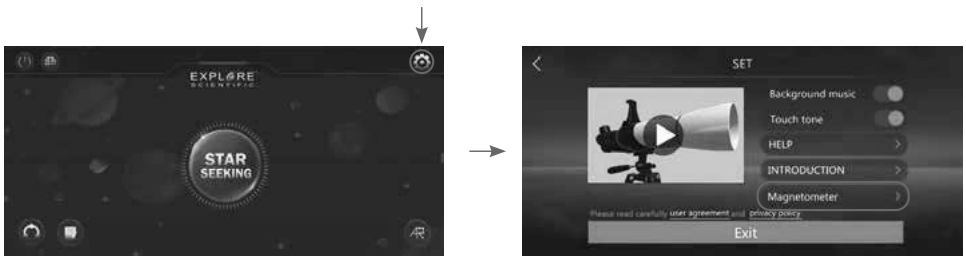 EXPLORE
SCIENTIFIC
STAR
SEEKING
AR
SET
Background music
Touch tone
HELP
INTRODUCTION
Magnetometer
Please read carefully user agreement and privacy policy
Exit